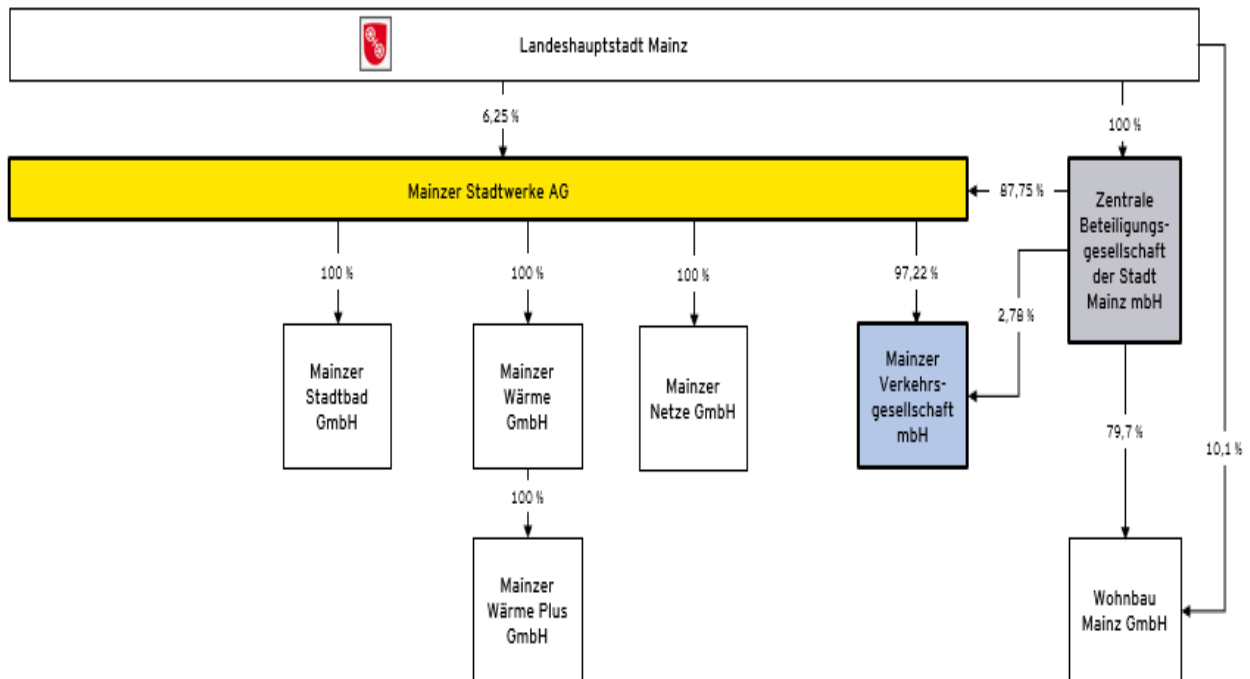 Landeshauptstadt Mainz
6,25 %
100 %
Mainzer Stadtwerke AG
87,75 %
Zentrale
Beteiligungs-
gesellschaft
der Stadt
Mainz mbH
100 %
100 %
100 %
97,22 %
2,78 %
Mainzer
Stadtbad
GmbH
Mainzer
Wärme
GmbH
Mainzer
Netze GmbH
Mainzer
Verkehrs-
gesellschaft
mbH
79,7 %
10,1 %
100 %
Mainzer
Wärme Plus
GmbH
Wohnbau
Mainz GmbH